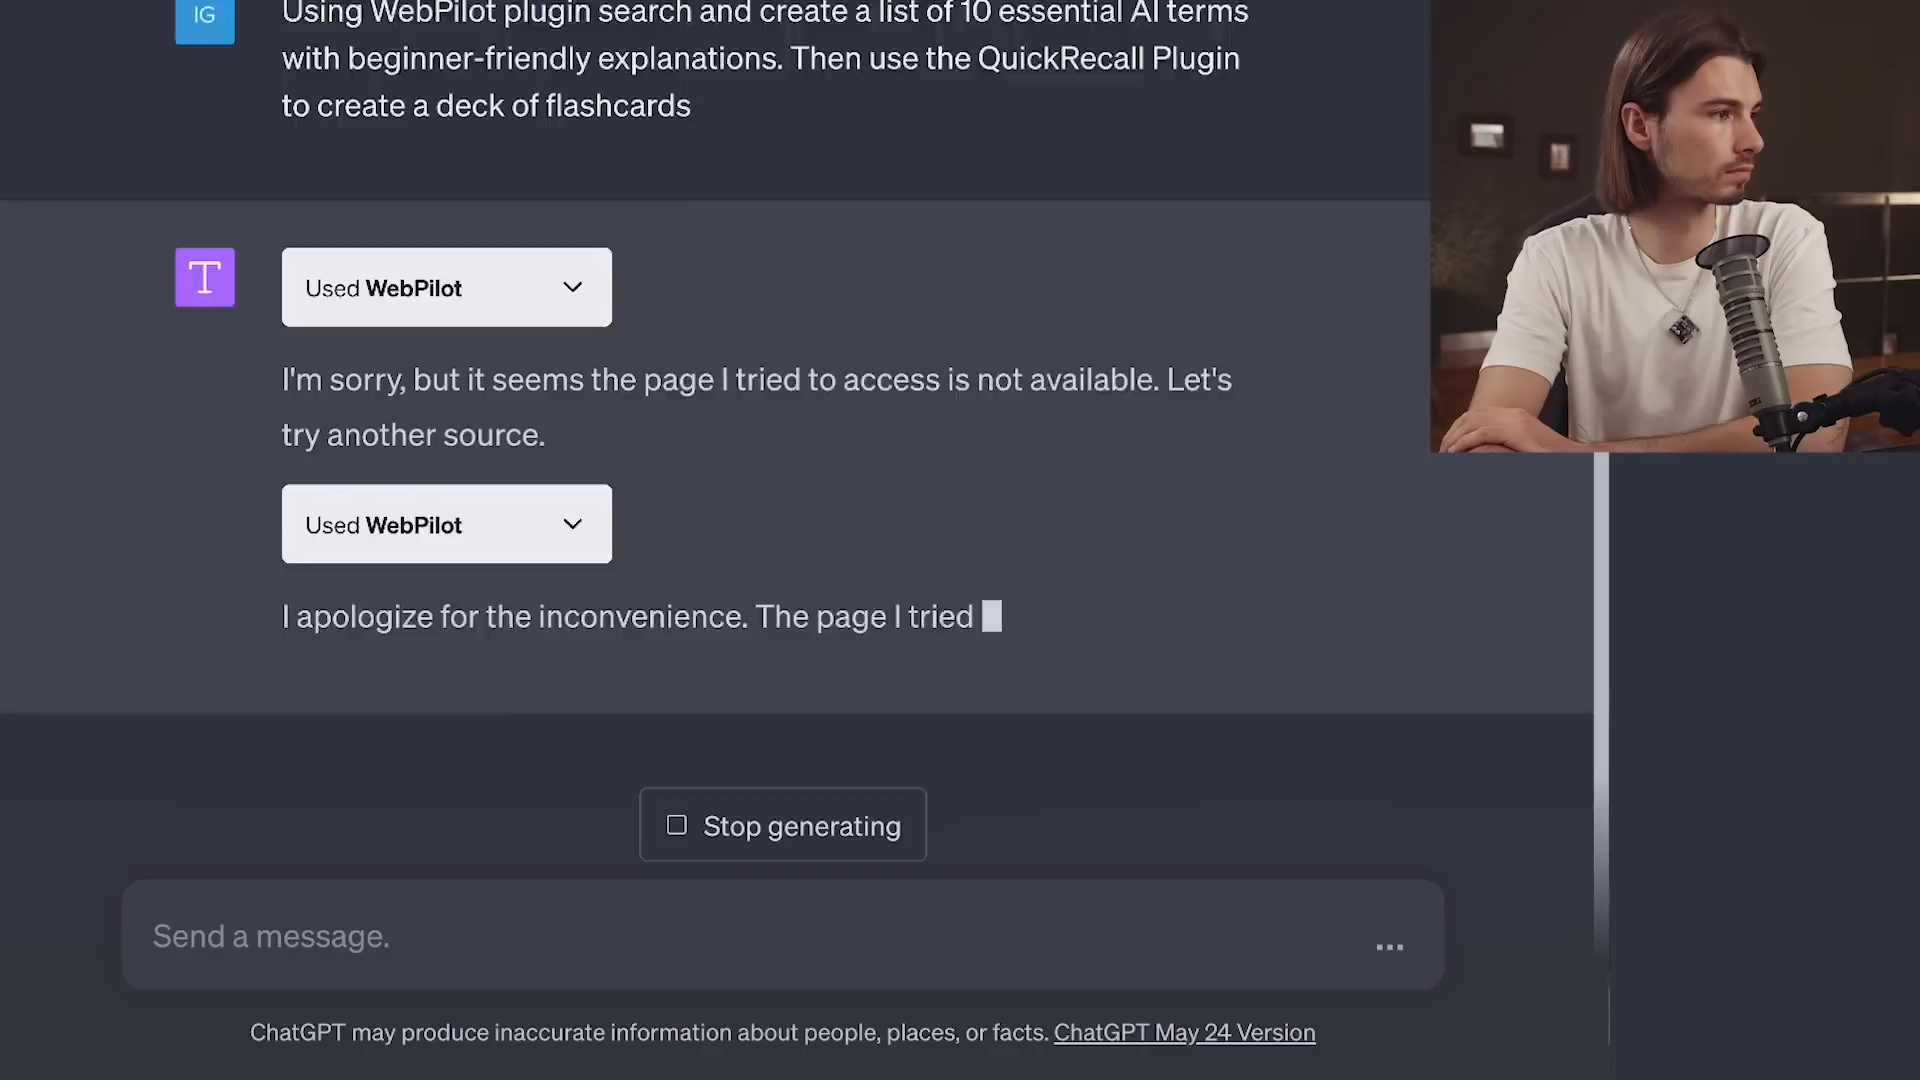 IG
Using WebPilot plugin search and create a list of 10 essential AI terms
with beginner-friendly explanations. Then use the QuickRecall Plugin
to create a deck of flashcards
T
Used WebPilot
I'm sorry, but it seems the page I tried to access is not available. Let's
try another source.
Used WebPilot
I apologize for the inconvenience. The page I tried
Stop generating
Send a message.
ChatGPT may produce inaccurate information about people, places, or facts. ChatGPT May 24 Version